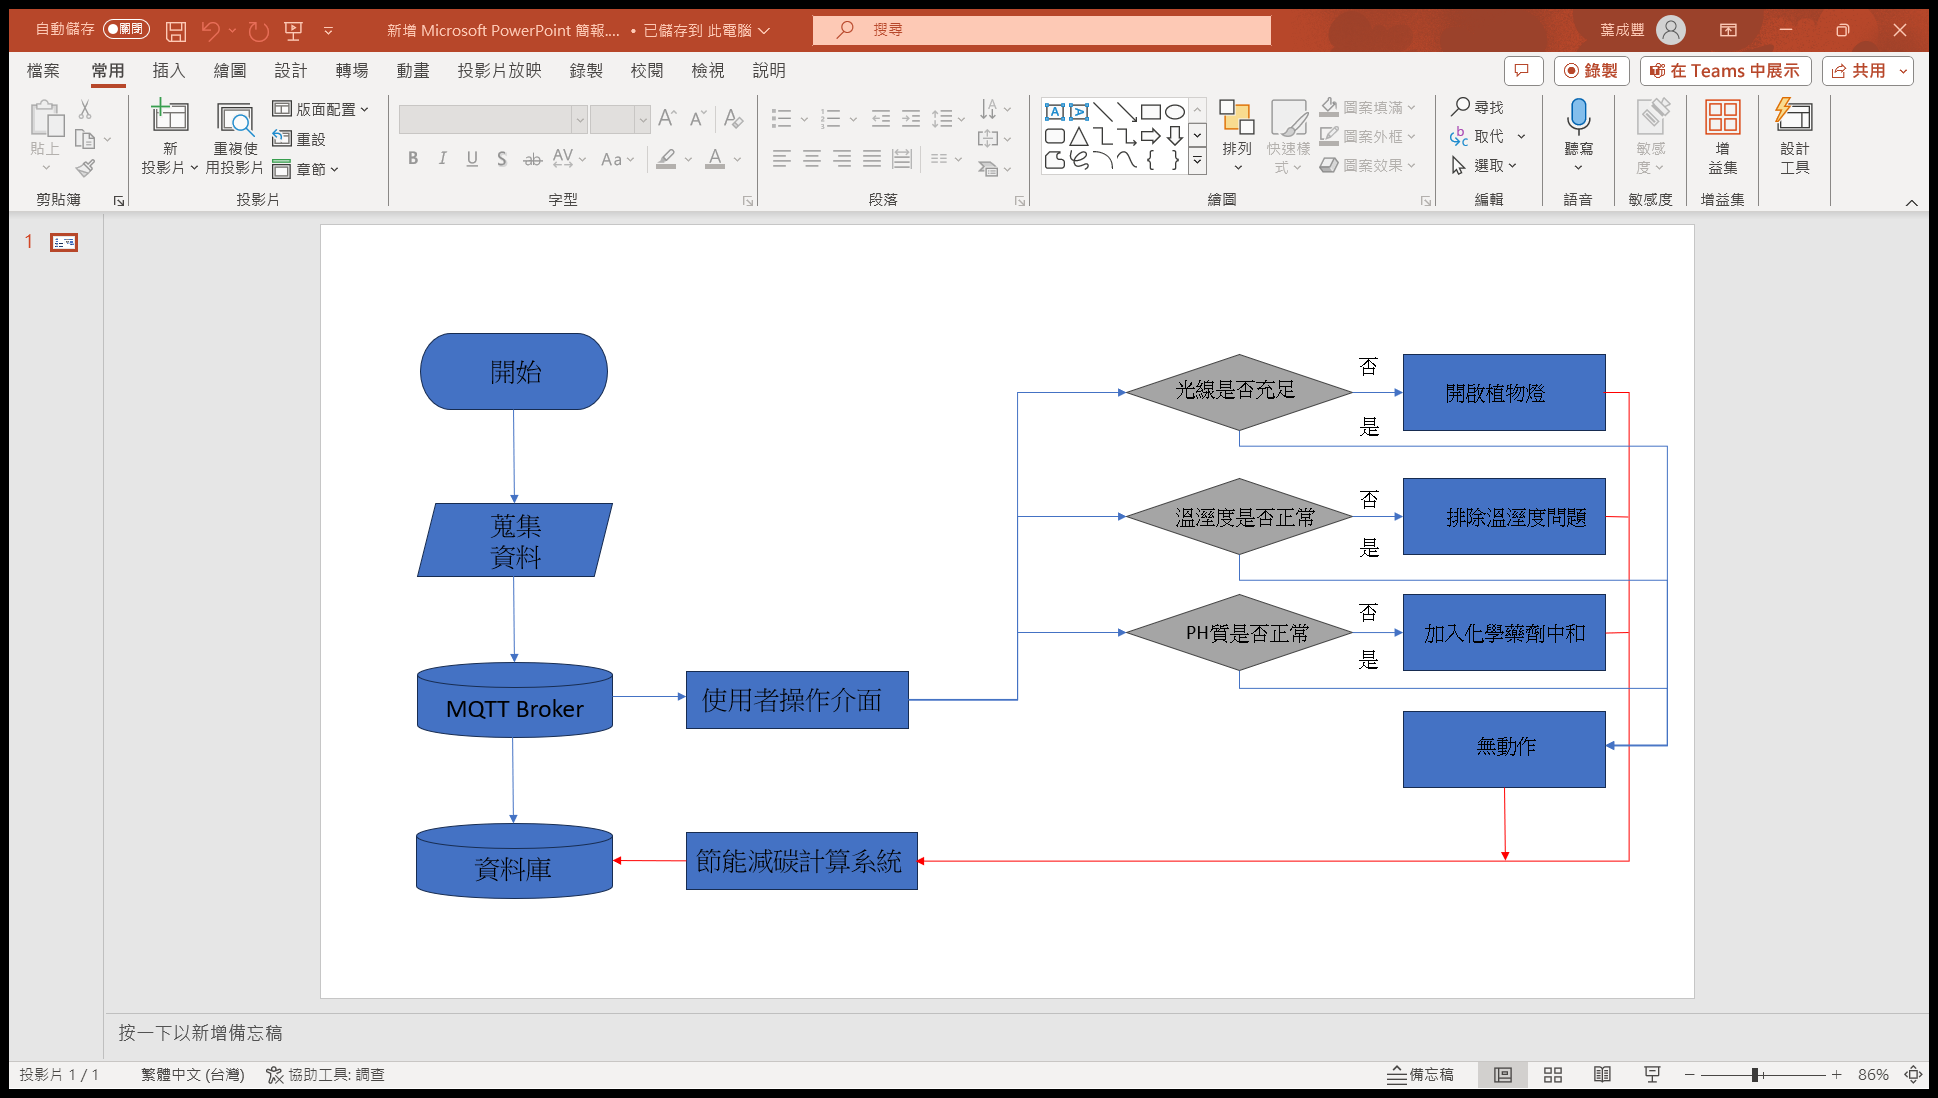 自動儲存 關閉
新增 Microsoft PowerPoint 簡報.... • 已儲存到 此電腦
搜尋
葉成豐
檔案 常用 插入 繪圖 設計 轉場 動畫 投影片放映 錄製 校閱 檢視 說明
錄製 在 Teams 中展示 共用
貼上
剪貼簿
新
投影片
重複使
用投影片
版面配置
重設
章節
投影片
B I U S ab AV Aa A
字型
段落
排列
快速樣
式
圖案填滿
圖案外框
圖案效果
繪圖
尋找
取代
選取
編輯
聽寫
語音
敏感
度
敏感度
增
益集
增益集
設計
工具
1
開始
蒐集
資料
MQTT Broker
資料庫
使用者操作介面
節能減碳計算系統
光線是否充足
否
是
開啟植物燈
溫溼度是否正常
否
是
排除溫溼度問題
PH質是否正常
否
是
加入化學藥劑中和
無動作
按一下以新增備忘稿
投影片 1 / 1 繁體中文 (台灣) 協助工具: 調查
備忘稿 86%